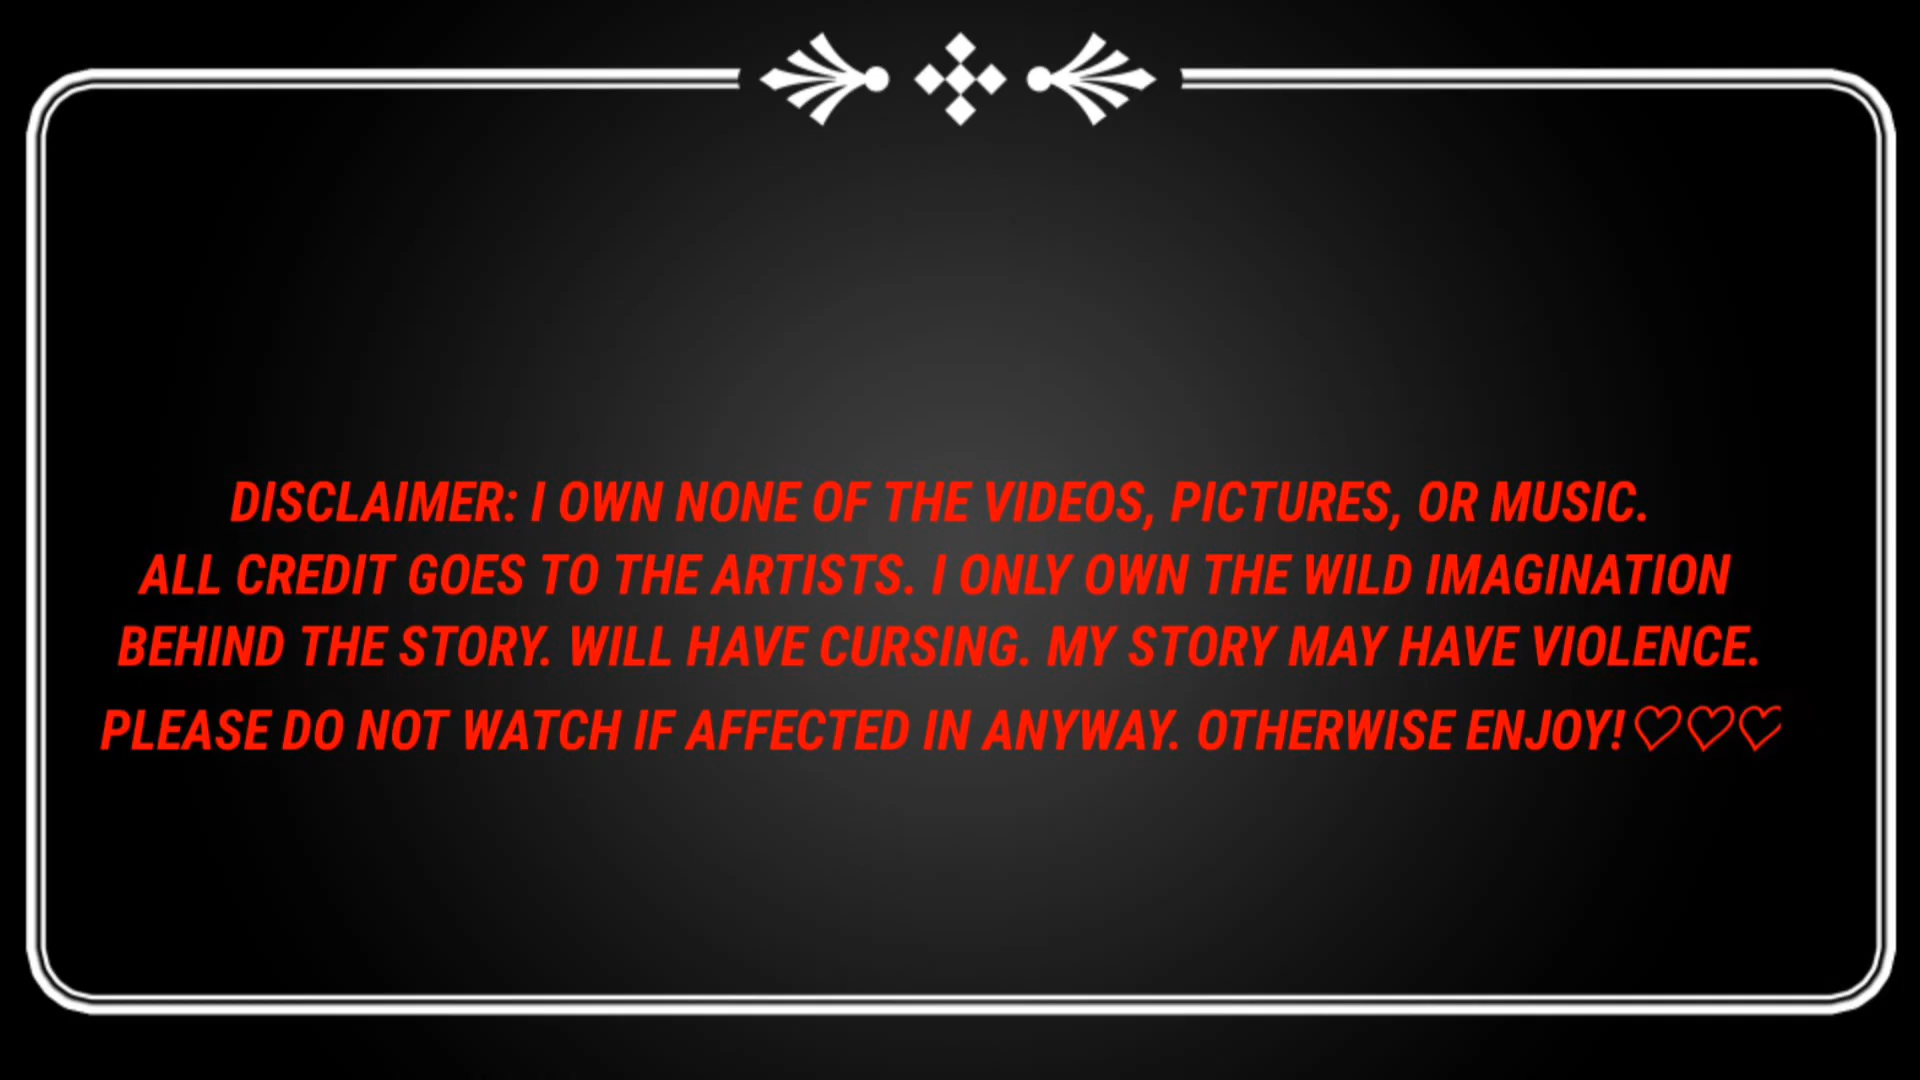 DISCLAIMER: I OWN NONE OF THE VIDEOS, PICTURES, OR MUSIC.
ALL CREDIT GOES TO THE ARTISTS. I ONLY OWN THE WILD IMAGINATION
BEHIND THE STORY. WILL HAVE CURSING. MY STORY MAY HAVE VIOLENCE.
PLEASE DO NOT WATCH IF AFFECTED IN ANYWAY. OTHERWISE ENJOY!♡♡♡